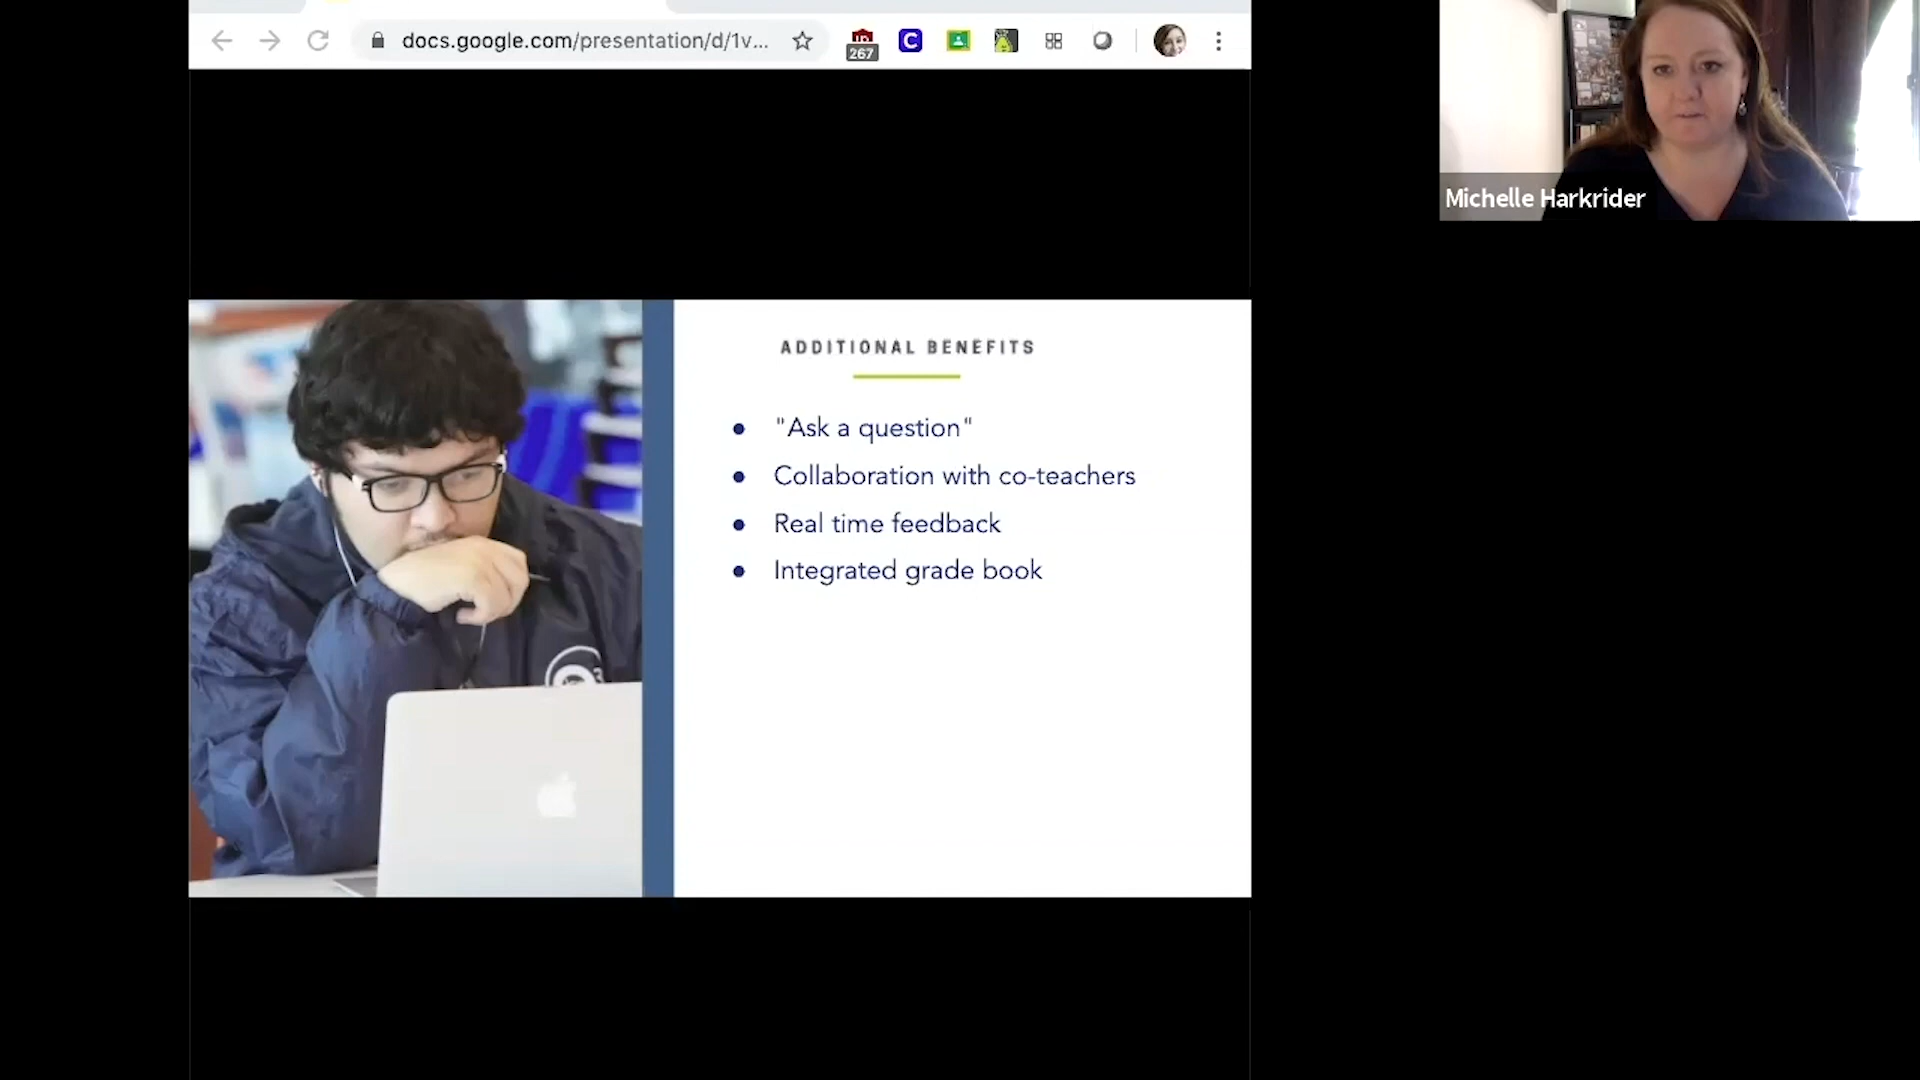 docs.google.com/presentation/d/1v...
267
C
Michelle Harkrider
ADDITIONAL BENEFITS
"Ask a question"
Collaboration with co-teachers
Real time feedback
Integrated grade book